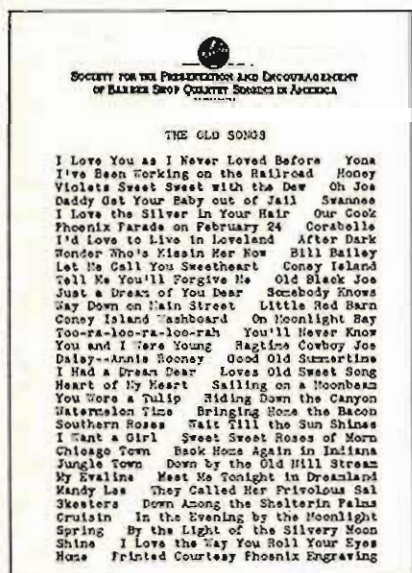 SOCIETY FOR THE PRESERVATION AND ENCOURAGEMENT
OF BARBER SHOP QUARTET SINGING IN AMERICA
THE OLD SONGS
I Love You as I Never Loved Before Yona
I've Been Working on the Railroad Honey
Violets Sweet Sweet with the Dew Oh Joe
Daddy Get Your Baby out of Jail Swannee
I Love the Silver in Your Hair Our Cook
Phoenix Parade on February 24 Corabelle
I'd Love to Live in Loveland After Dark
Wonder Who's Kissin Her Now Bill Bailey
Let Me Call You Sweetheart Coney Island
Tell Me You'll Forgive Me Old Black Joe
Just a Dream of You Dear Somebody Knows
Way Down on Main Street Little Red Barn
Coney Island Washboard On Moonlight Bay
Too-ra-loo-ra-loo-rah You'll Never Know
You and I Were Young Ragtime Cowboy Joe
Daisy--Annie Rooney Good Old Summertime
I Had a Dream Dear Loves Old Sweet Song
Heart of My Heart Sailing on a Moonbeam
You Wore a Tulip Riding Down the Canyon
Watermelon Time Bringing Home the Bacon
Southern Roses Wait Till the Sun Shines
I Want a Girl Sweet Sweet Roses of Morn
Chicago Town Back Home Again in Indiana
Jungle Town Down by the Old Mill Stream
My Evaline Meet Me Tonight in Dreamland
Mandy Lee They Called Her Frivolous Sal
Skeeters Down Among the Shelterin Palms
Cruisin In the Evening by the Moonlight
Spring By the Light of the Silvery Moon
Shine I Love the Way You Roll Your Eyes
Home Printed Courtesy Phoenix Engraving